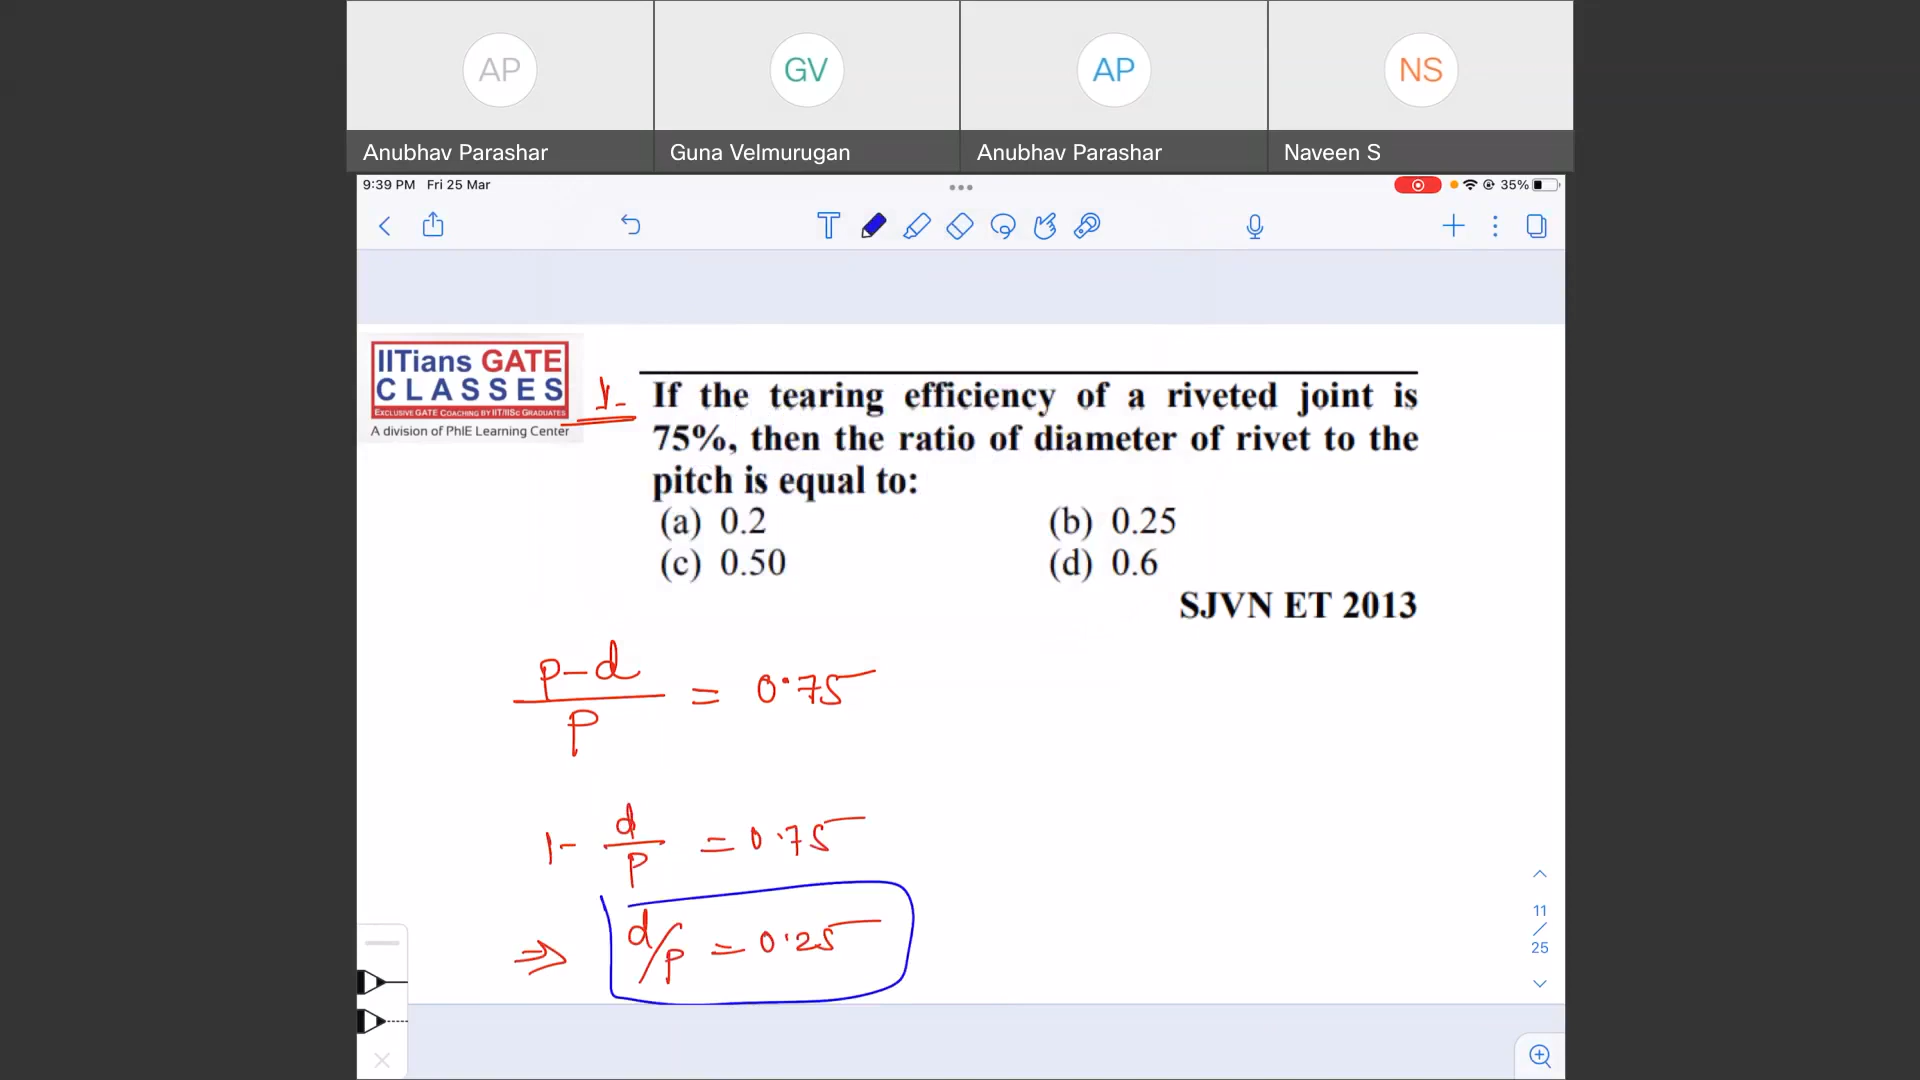 AP GV AP NS
Anubhav Parashar Guna Velmurugan Anubhav Parashar Naveen S
9:39 PM Fri 25 Mar 35%
IITians GATE
CLASSES
EXCLUSIVE GATE COACHING BY IIT/IISc GRADUATES
A division of PhIE Learning Center
1-
If the tearing efficiency of a riveted joint is
75%, then the ratio of diameter of rivet to the
pitch is equal to:
(a) 0.2 (b) 0.25
(c) 0.50 (d) 0.6
SJVN ET 2013
p-d
/ p = 0.75
1- d/p = 0.75
⇒ d/p = 0.25
11
/
25